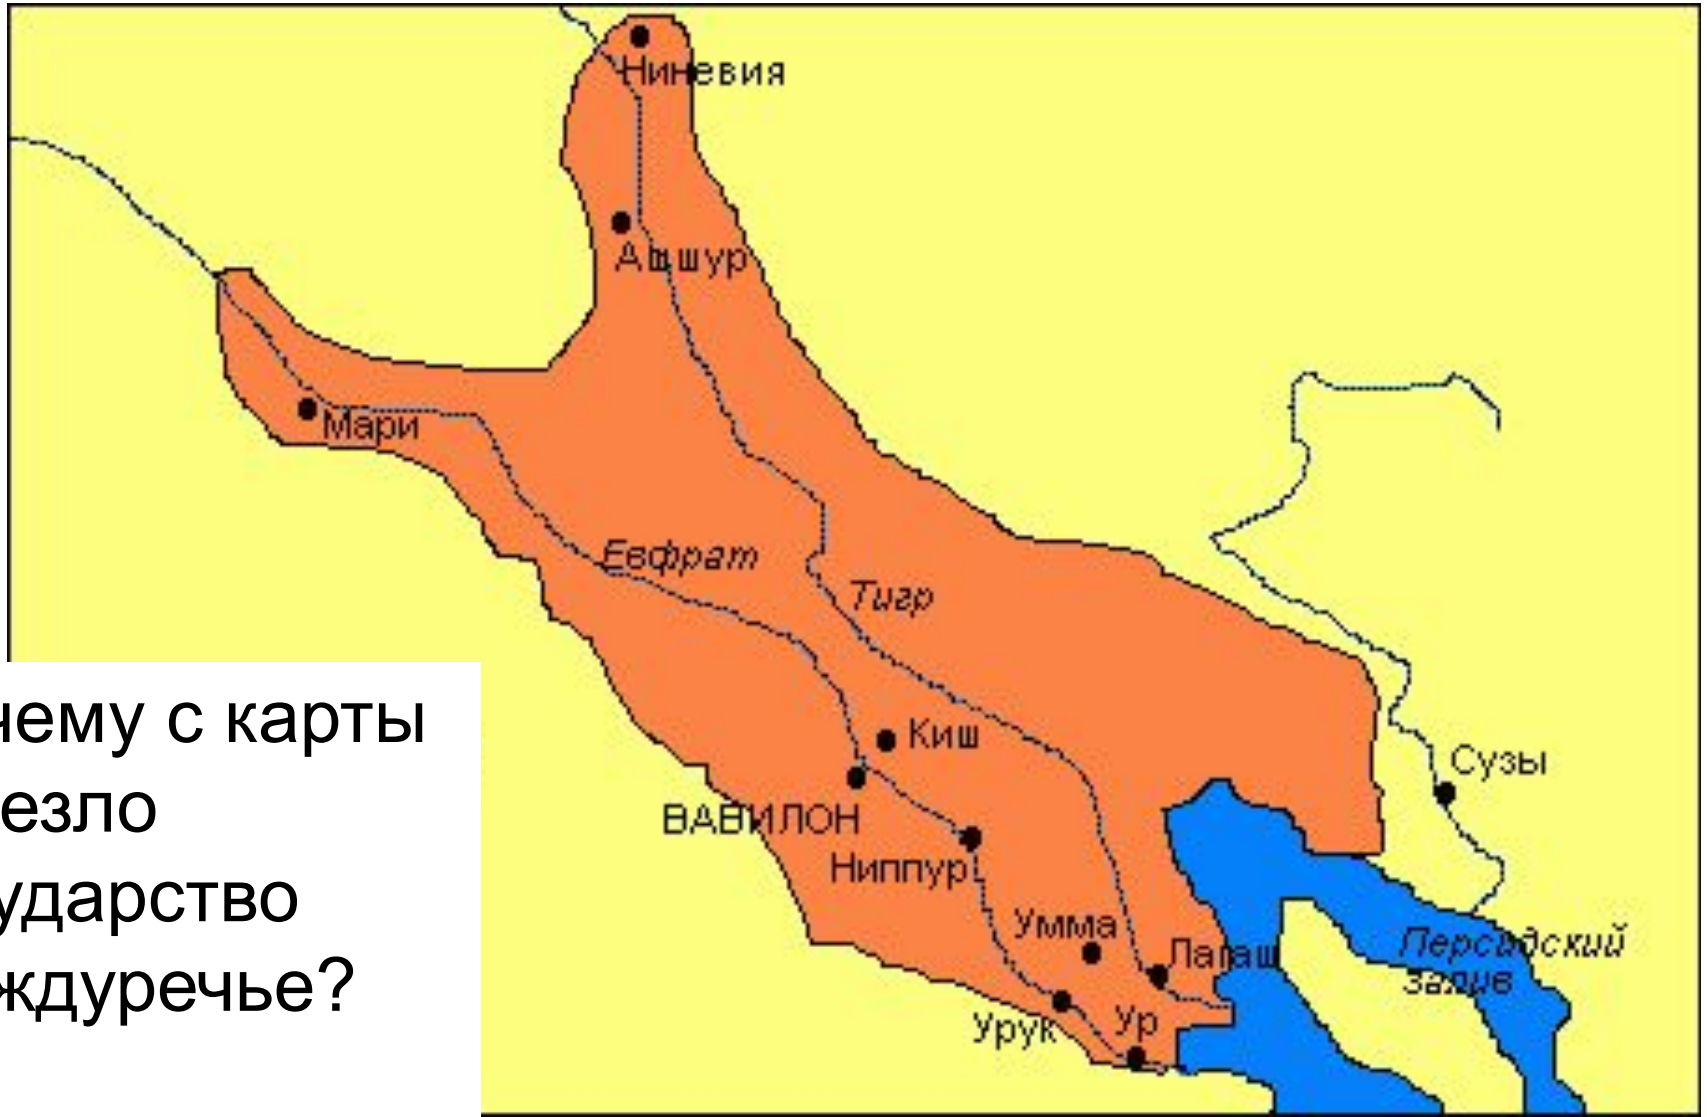 Ниневия
Ашшур
Мари
Евфрат
Тигр
Киш
Сузы
ВАВИЛОН
Ниппур
Умма
Лагаш
Персидский
залив
Урук
Ур
чему с карты
езло
ударство
ждуречье?